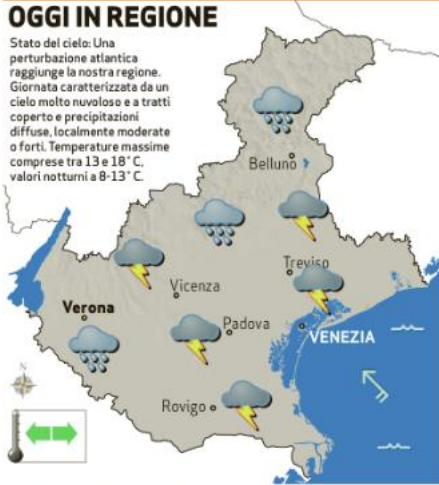 OGGI IN REGIONE
Stato del cielo: Una
perturbazione atlantica
raggiunge la nostra regione.
Giornata caratterizzata da un
cielo molto nuvoloso e a tratti
coperto e precipitazioni
diffuse, localmente moderate
o forti. Temperature massime
comprese tra 13 e 18° C,
valori notturni a 8-13° C.
Belluno
Treviso
Vicenza
Verona
Padova
VENEZIA
N
Rovigo